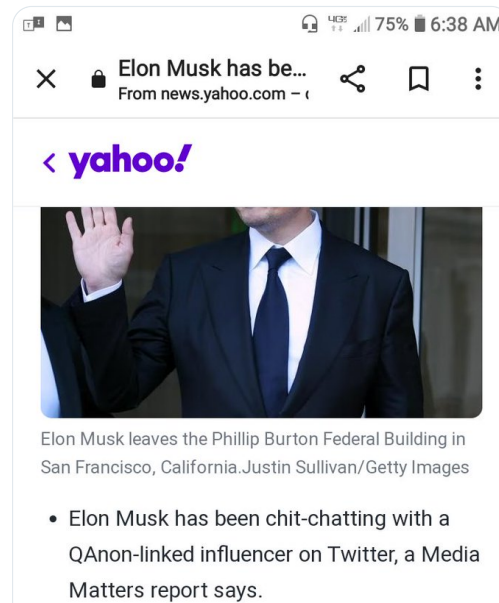 75% 6:38 AM
Elon Musk has be...
From news.yahoo.com –
yahoo!
Elon Musk leaves the Phillip Burton Federal Building in
San Francisco, California.Justin Sullivan/Getty Images
Elon Musk has been chit-chatting with a
QAnon-linked influencer on Twitter, a Media
Matters report says.